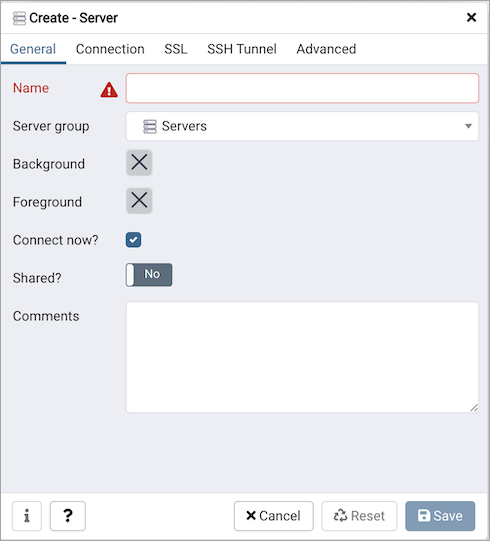 Create - Server
General Connection SSL SSH Tunnel Advanced
Name
Server group Servers
Background
Foreground
Connect now?
Shared? No
Comments
i ? Cancel Reset Save